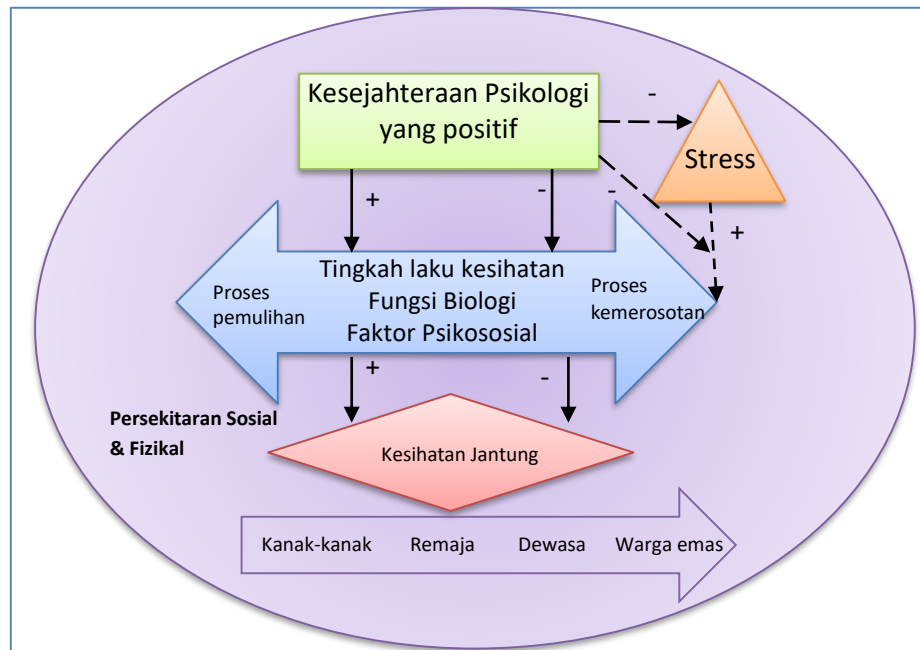 Kesejahteraan Psikologi
yang positif
-
Stress
+
-
-
+
Tingkah laku kesihatan
Fungsi Biologi
Faktor Psikososial
Proses
pemulihan
Proses
kemerosotan
+
-
Persekitaran Sosial
& Fizikal
Kesihatan Jantung
Kanak-kanak Remaja Dewasa Warga emas